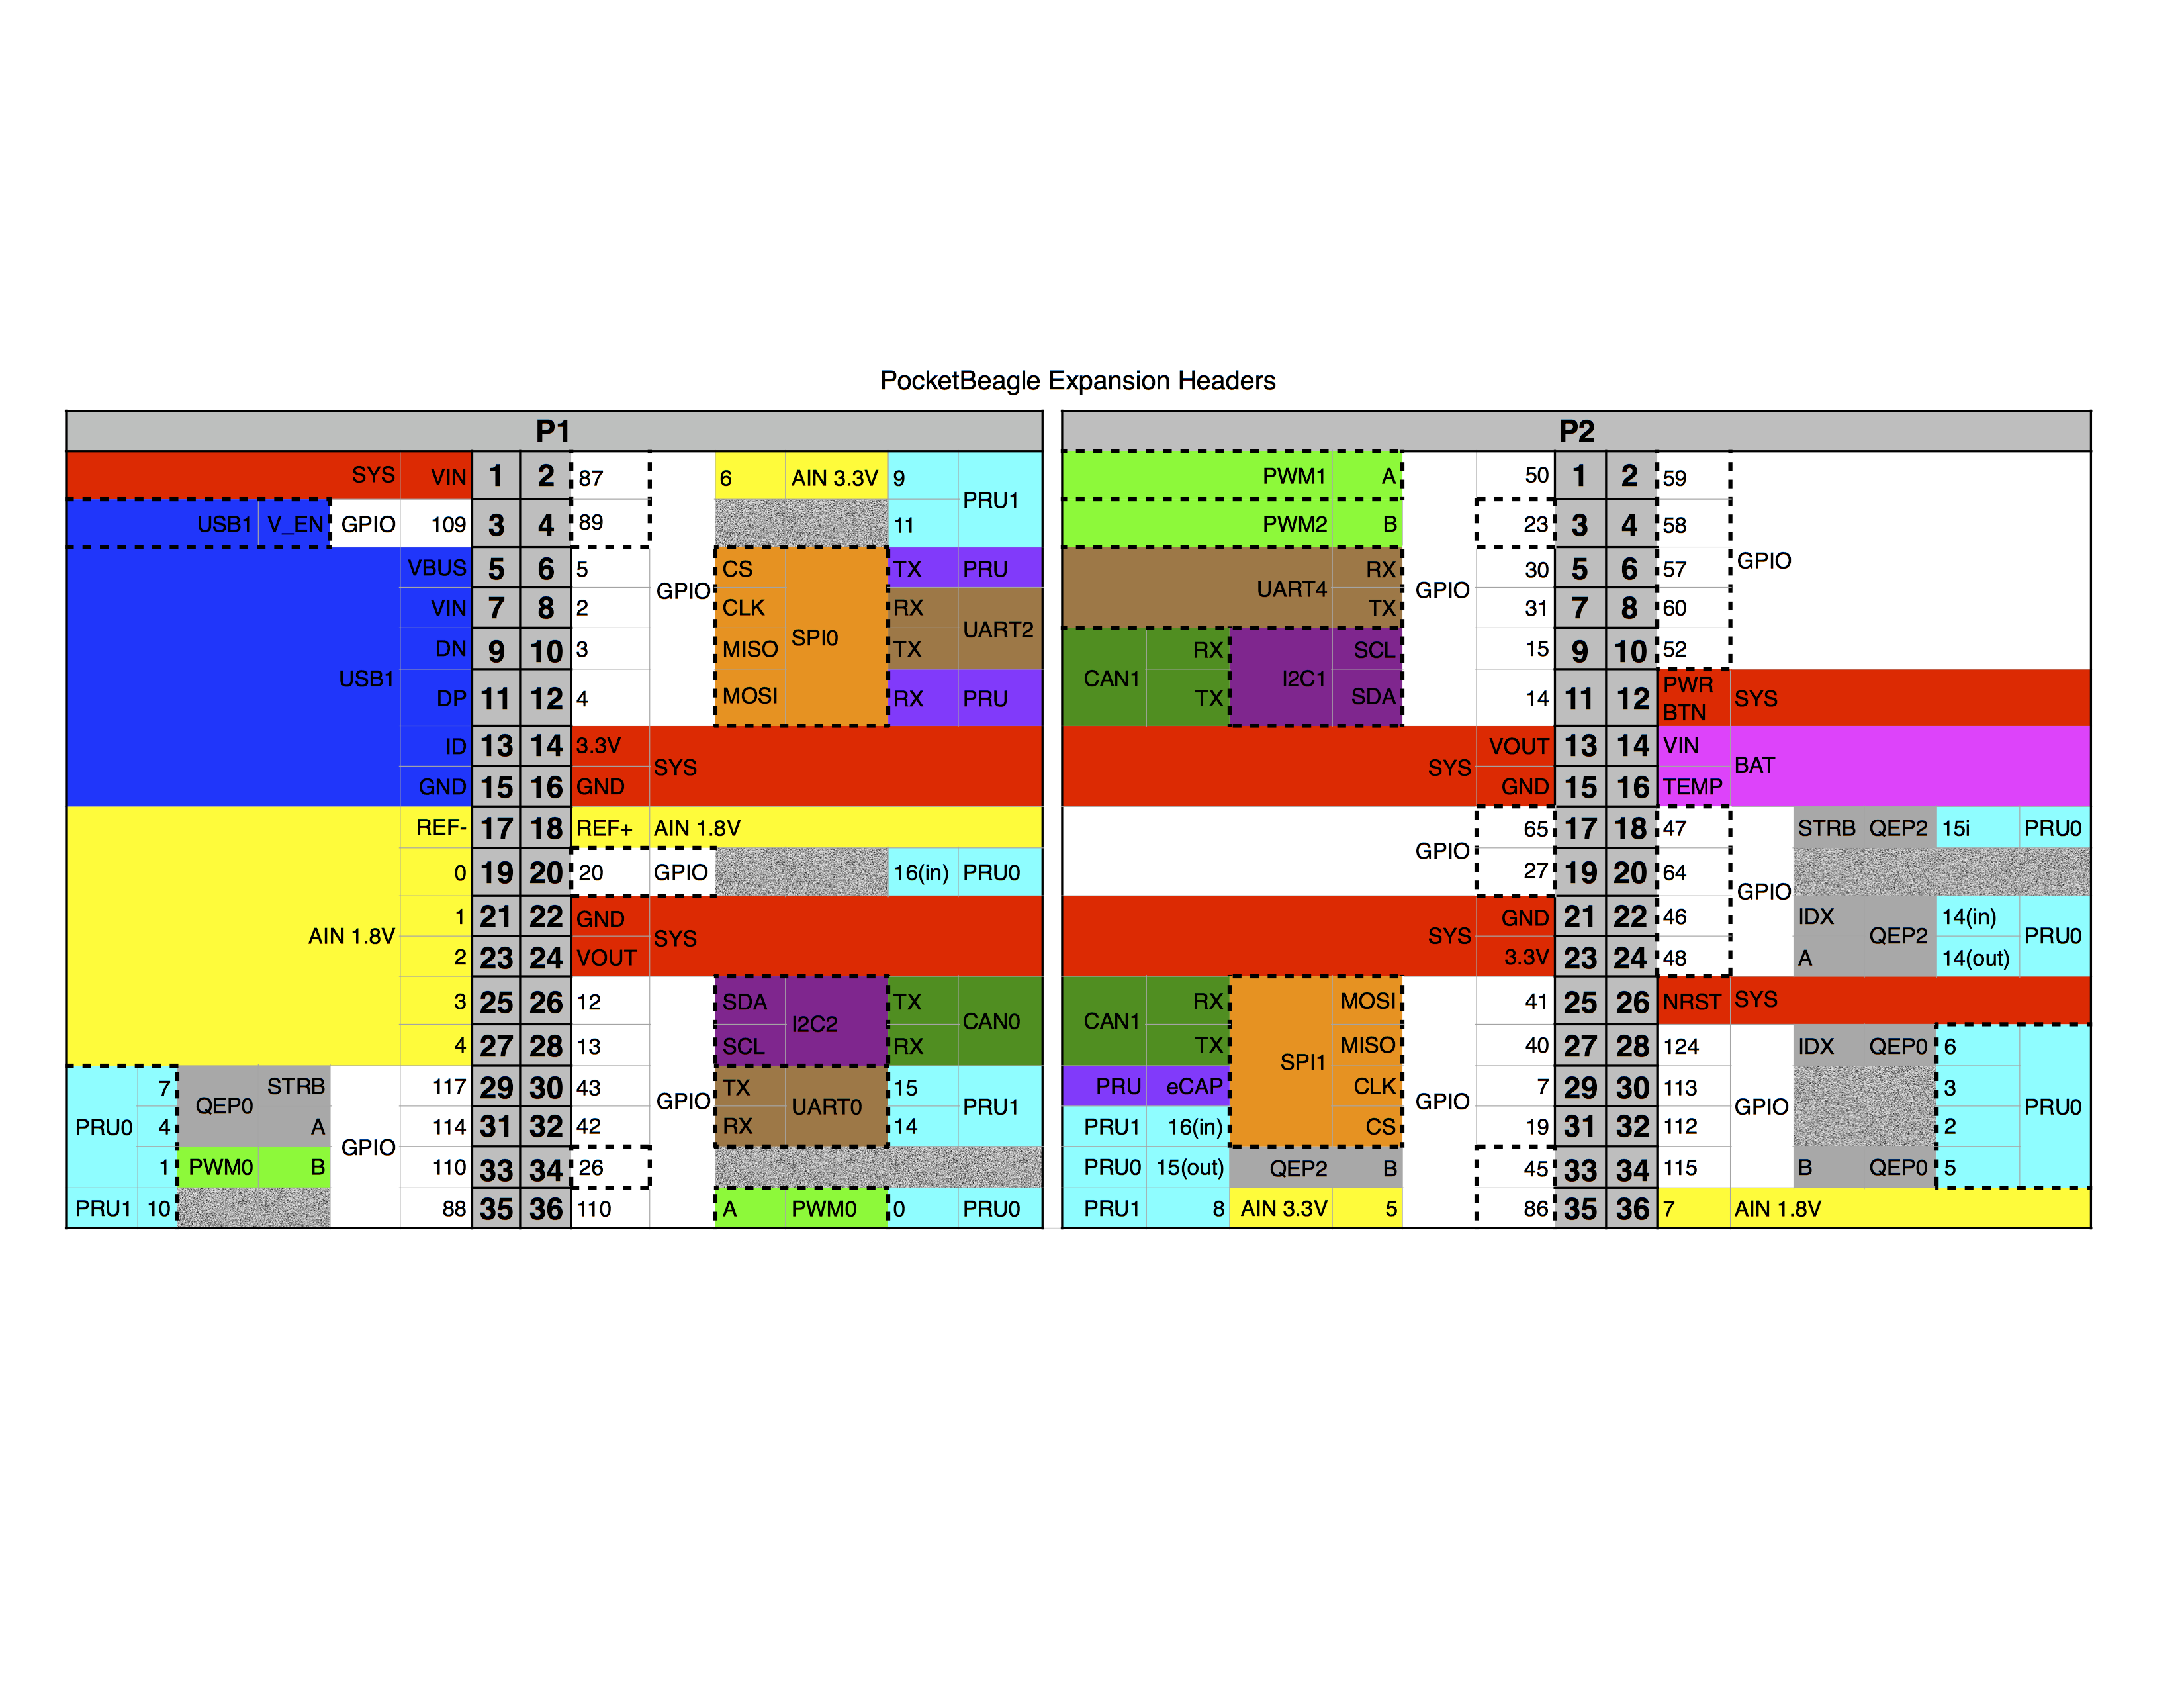 PocketBeagle Expansion Headers
P1
SYS VIN 1 2 87 6 AIN 3.3V 9 PRU1
USB1 V_EN GPIO 109 3 4 89 11
USB1 VBUS 5 6 5 GPIO CS SPI0 TX PRU
VIN 7 8 2 CLK RX UART2
DN 9 10 3 MISO TX
DP 11 12 4 MOSI RX PRU
ID 13 14 3.3V SYS
GND 15 16 GND
AIN 1.8V REF- 17 18 REF+ AIN 1.8V
0 19 20 20 GPIO 16(in) PRU0
1 21 22 GND SYS
2 23 24 VOUT
3 25 26 12 GPIO SDA I2C2 TX CAN0
4 27 28 13 SCL RX
PRU0 7 QEP0 STRB GPIO 117 29 30 43 TX UART0 15 PRU1
4 A 114 31 32 42 RX 14
1 PWM0 B 110 33 34 26
PRU1 10 88 35 36 110 A PWM0 0 PRU0
P2
PWM1 A GPIO 50 1 2 59 GPIO
PWM2 B 23 3 4 58
UART4 RX 30 5 6 57
TX 31 7 8 60
CAN1 RX I2C1 SCL 15 9 10 52
TX SDA 14 11 12 PWR BTN SYS
SYS VOUT 13 14 VIN BAT
GND 15 16 TEMP
GPIO 65 17 18 47 GPIO STRB QEP2 15i PRU0
27 19 20 64
SYS GND 21 22 46 IDX QEP2 14(in) PRU0
3.3V 23 24 48 A 14(out)
CAN1 RX SPI1 MOSI GPIO 41 25 26 NRST SYS
TX MISO 40 27 28 124 GPIO IDX QEP0 6 PRU0
PRU eCAP CLK 7 29 30 113 3
PRU1 16(in) CS 19 31 32 112 2
PRU0 15(out) QEP2 B 45 33 34 115 B QEP0 5
PRU1 8 AIN 3.3V 5 86 35 36 7 AIN 1.8V